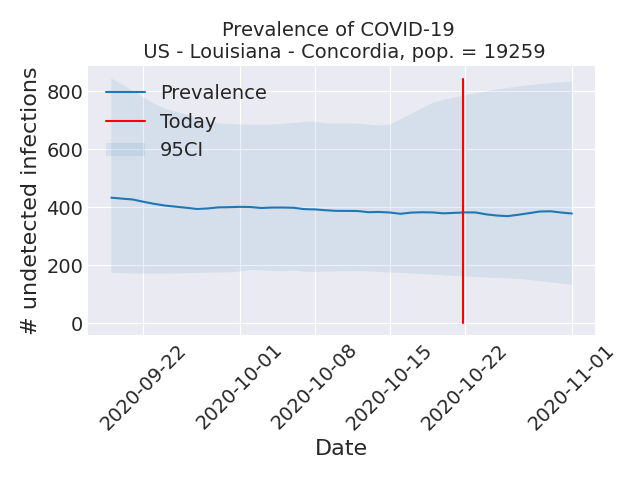 Prevalence of COVID-19
US - Louisiana - Concordia, pop. = 19259
# undetected infections
800
600
400
200
0
Prevalence
Today
95CI
2020-09-22
2020-10-01
2020-10-08
2020-10-15
2020-10-22
2020-11-01
Date